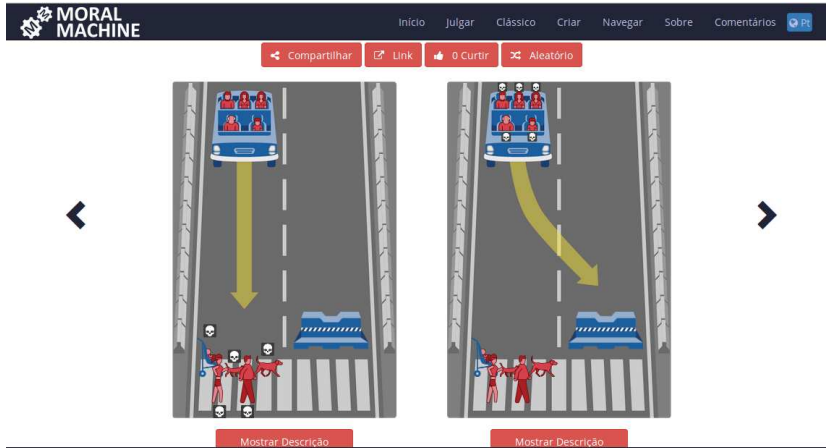 MORAL
MACHINE
Início Julgar Clássico Criar Navegar Sobre Comentários Pt
Compartilhar Link 0 Curtir Aleatório
Mostrar Descrição Mostrar Descrição